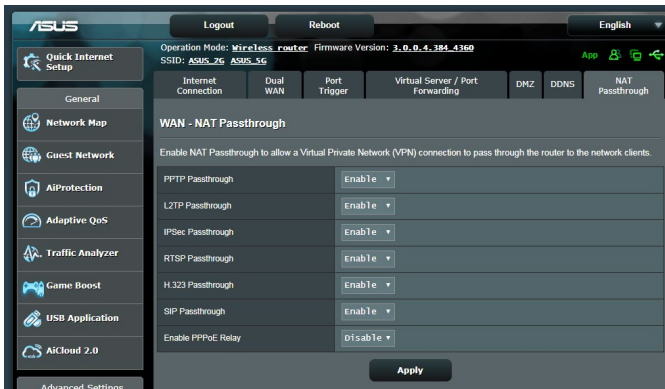 ASUS
Logout
Reboot
English
Quick Internet
Setup
Operation Mode: Wireless router Firmware Version: 3.0.0.4.384_4360
SSID: ASUS_2G ASUS_5G
App
General
Network Map
Guest Network
AiProtection
Adaptive QoS
Traffic Analyzer
Game Boost
USB Application
AiCloud 2.0
Advanced Settings
Internet
Connection
Dual
WAN
Port
Trigger
Virtual Server / Port
Forwarding
DMZ
DDNS
NAT
Passthrough
WAN - NAT Passthrough
Enable NAT Passthrough to allow a Virtual Private Network (VPN) connection to pass through the router to the network clients.
PPTP Passthrough Enable
L2TP Passthrough Enable
IPSec Passthrough Enable
RTSP Passthrough Enable
H.323 Passthrough Enable
SIP Passthrough Enable
Enable PPPoE Relay Disable
Apply